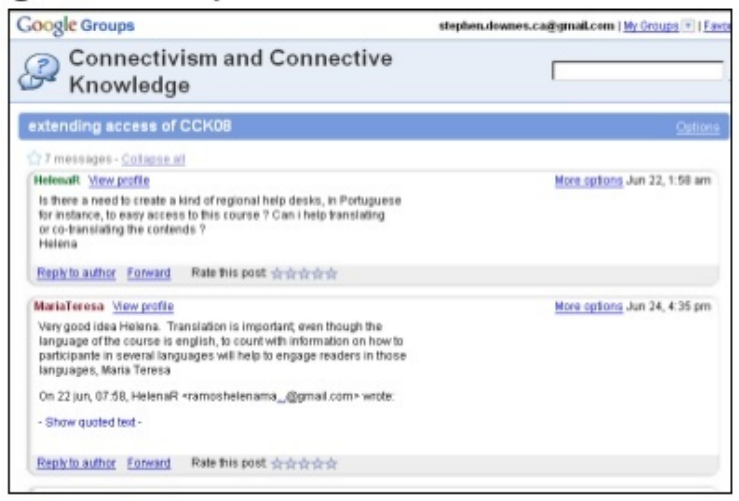 Google Groups
stephen.downes.ca@gmail.com | My Groups | Favor
Connectivism and Connective
Knowledge
extending access of CCK08
Options
7 messages - Collapse all
HelenaR View profile
More options Jun 22, 1:58 am
Is there a need to create a kind of regional help desks, in Portuguese
for instance, to easy access to this course ? Can i help translating
or co-translating the contends ?
Helena
Reply to author Forward Rate this post:
MariaTeresa View profile
More options Jun 24, 4:35 pm
Very good idea Helena. Translation is important, even though the
language of the course is english, to count with information on how to
participante in several languages will help to engage readers in those
languages, Maria Teresa
On 22 jun, 07:58, HelenaR <ramoshelenama...@gmail.com> wrote:
- Show quoted text -
Reply to author Forward Rate this post: